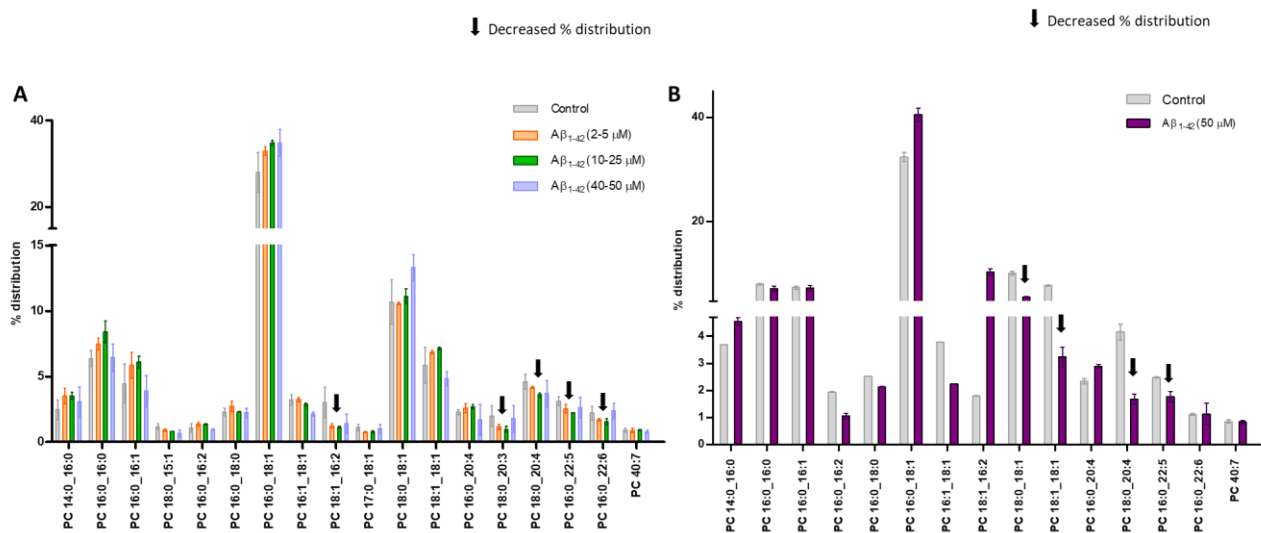 Decreased % distribution
Decreased % distribution
A
Control
Aβ1-42 (2-5 μM)
Aβ1-42 (10-25 μM)
Aβ1-42 (40-50 μM)
40
20
15
10
5
0
% distribution
PC 14:0_16:0
PC 16:0_16:0
PC 16:0_16:1
PC 18:0_15:1
PC 16:0_16:2
PC 16:0_18:0
PC 16:0_18:1
PC 16:1_18:1
PC 18:1_16:2
PC 17:0_18:1
PC 18:0_18:1
PC 18:1_18:1
PC 16:0_20:4
PC 18:0_20:3
PC 18:0_20:4
PC 16:0_22:5
PC 16:0_22:6
PC 40:7
B
Control
Aβ1-42 (50 μM)
40
20
4
3
2
1
0
% distribution
PC 14:0_16:0
PC 16:0_16:0
PC 16:0_16:1
PC 16:0_16:2
PC 16:0_18:0
PC 16:0_18:1
PC 16:1_18:1
PC 18:1_16:2
PC 18:0_18:1
PC 18:1_18:1
PC 16:0_20:4
PC 18:0_20:4
PC 16:0_22:5
PC 16:0_22:6
PC 40:7